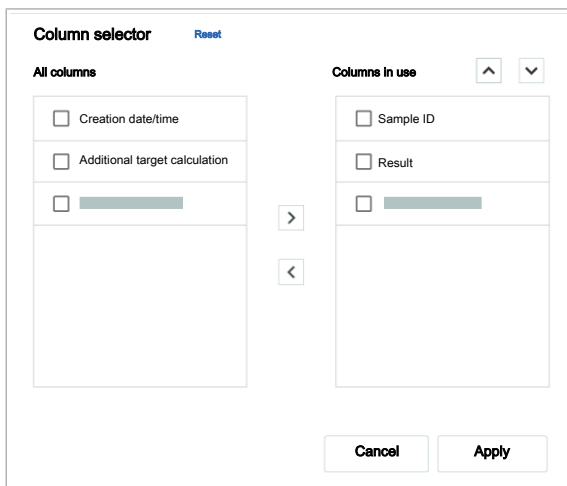 Column selector Reset
All columns Columns in use
Creation date/time Sample ID
Additional target calculation Result
Cancel Apply